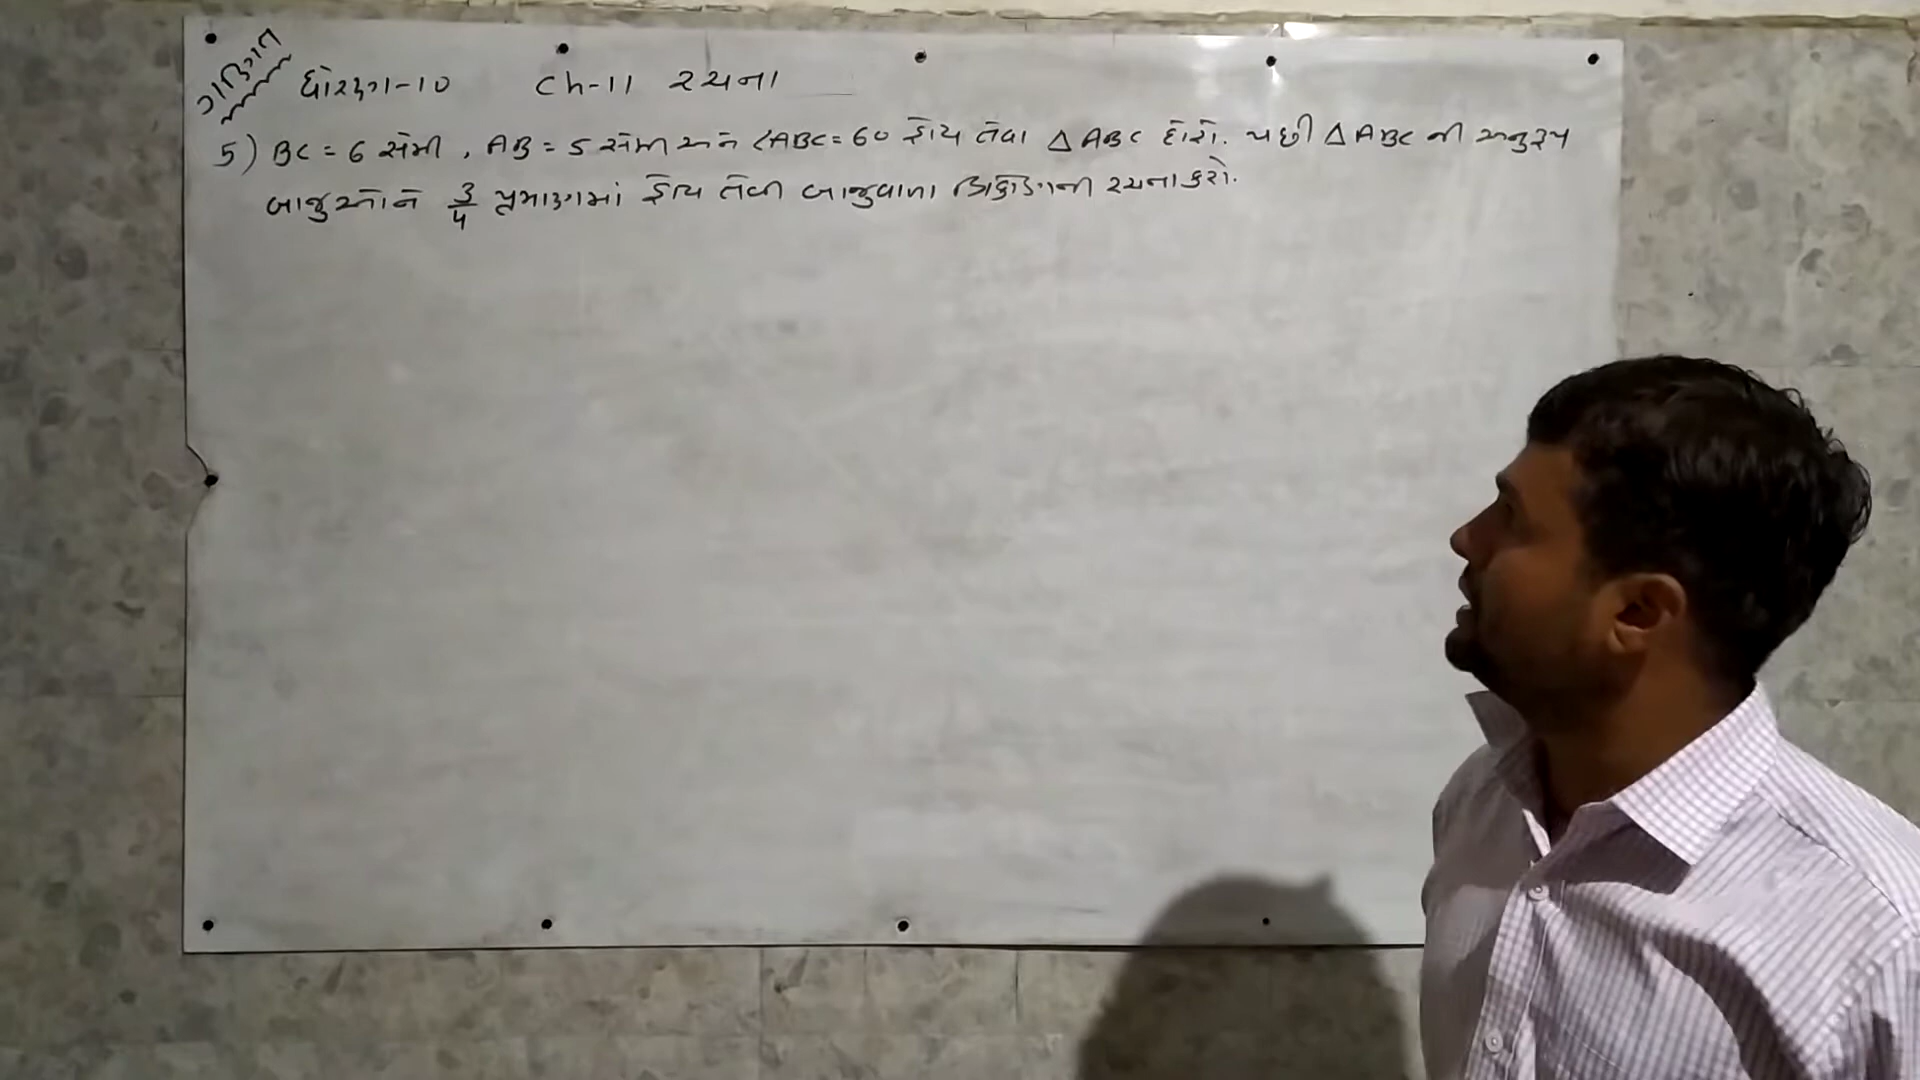 ગણિત
ધોરણ-10 Ch-11 રચના
5) BC = 6 સેમી, AB = 5 સેમી અને ∠ABC = 60 હોય તેવા △ ABC દોરો. પછી △ABC ની અનુરૂપ
બાજુઓને 3/4 પ્રમાણમાં હોય તેવી બાજુવાળા ત્રિકોણની રચના કરો.